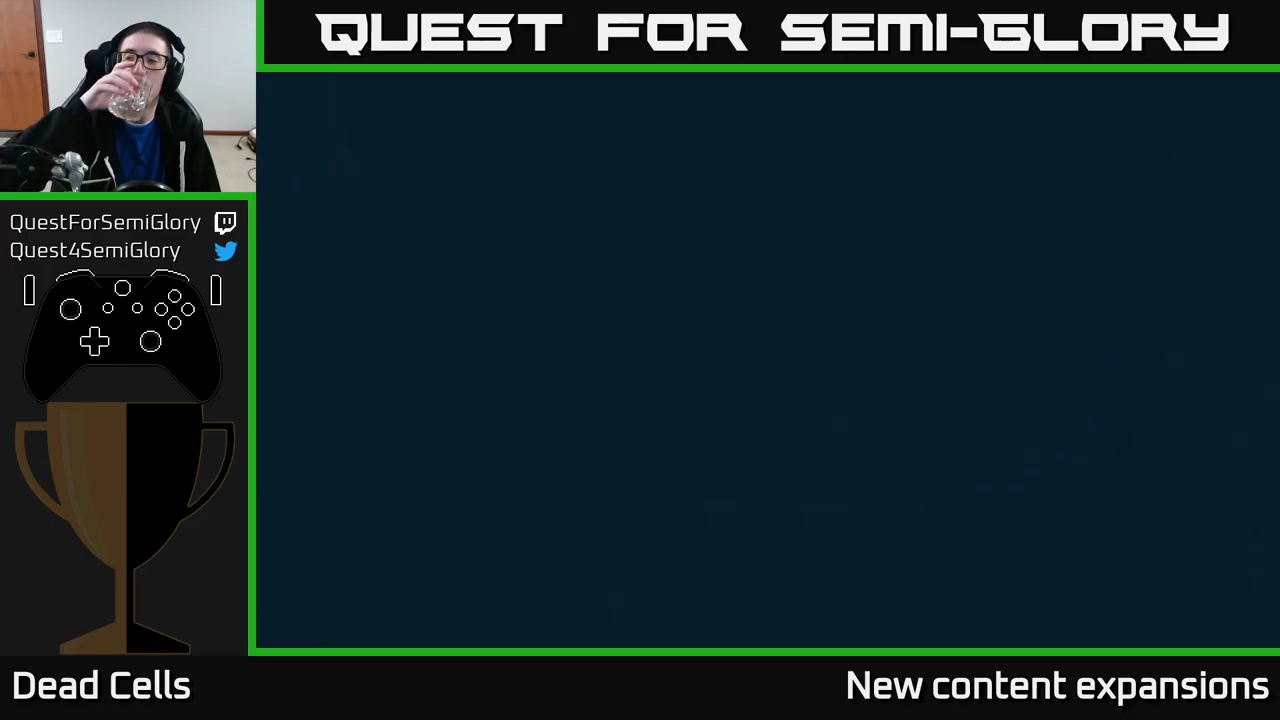 QUEST FOR SEMI-GLORY
QuestForSemiGlory
Quest4SemiGlory
Dead Cells
New content expansions